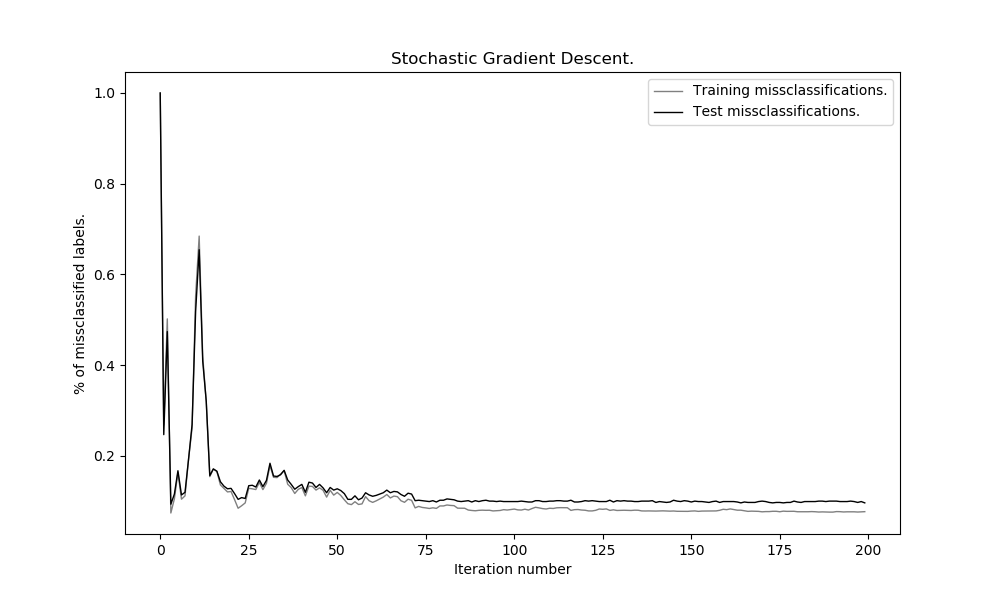 Stochastic Gradient Descent.
Training missclassifications.
Test missclassifications.
% of missclassified labels.
1.0
0.8
0.6
0.4
0.2
0 25 50 75 100 125 150 175 200
Iteration number